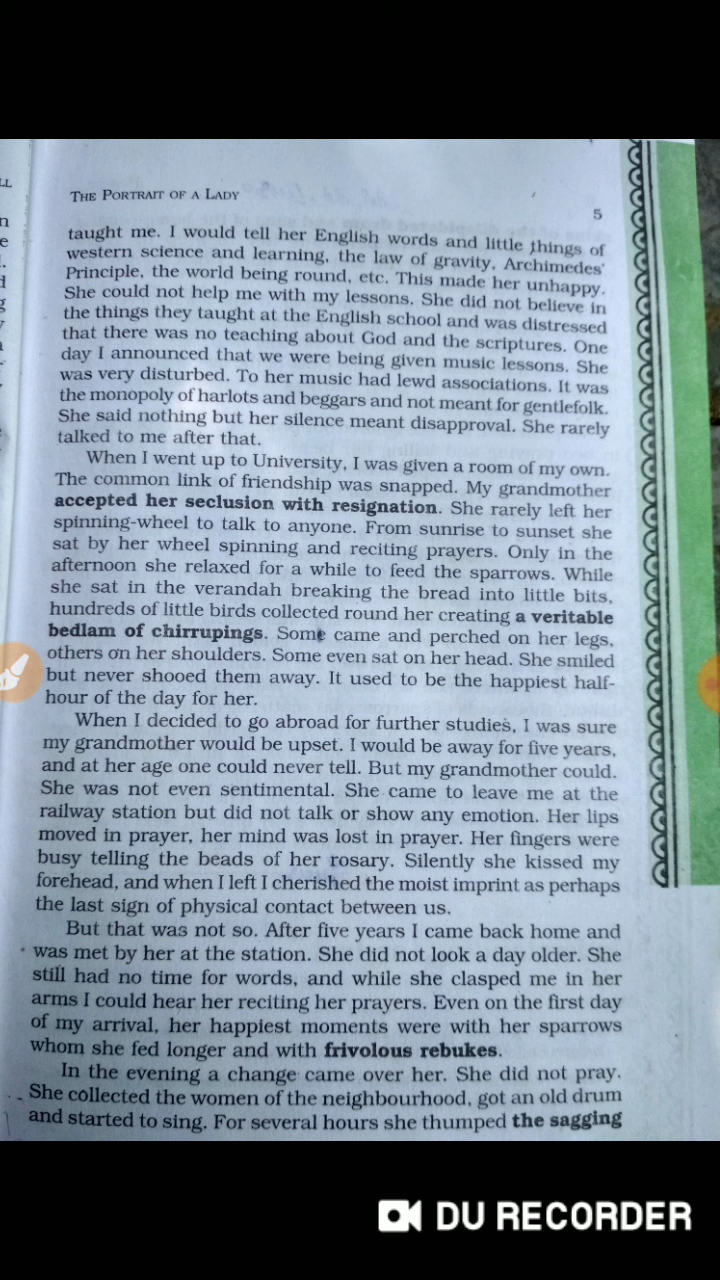 LL
THE PORTRAIT OF A LADY
5
n
e
taught me. I would tell her English words and little things of
western science and learning, the law of gravity, Archimedes'
Principle, the world being round, etc. This made her unhappy.
She could not help me with my lessons. She did not believe in
the things they taught at the English school and was distressed
that there was no teaching about God and the scriptures. One
day I announced that we were being given music lessons. She
was very disturbed. To her music had lewd associations. It was
the monopoly of harlots and beggars and not meant for gentlefolk.
She said nothing but her silence meant disapproval. She rarely
talked to me after that.
When I went up to University, I was given a room of my own.
The common link of friendship was snapped. My grandmother
accepted her seclusion with resignation. She rarely left her
spinning-wheel to talk to anyone. From sunrise to sunset she
sat by her wheel spinning and reciting prayers. Only in the
afternoon she relaxed for a while to feed the sparrows. While
she sat in the verandah breaking the bread into little bits,
hundreds of little birds collected round her creating a veritable
bedlam of chirrupings. Some came and perched on her legs,
others on her shoulders. Some even sat on her head. She smiled
but never shooed them away. It used to be the happiest half-
hour of the day for her.
When I decided to go abroad for further studies, I was sure
my grandmother would be upset. I would be away for five years,
and at her age one could never tell. But my grandmother could.
She was not even sentimental. She came to leave me at the
railway station but did not talk or show any emotion. Her lips
moved in prayer, her mind was lost in prayer. Her fingers were
busy telling the beads of her rosary. Silently she kissed my
forehead, and when I left I cherished the moist imprint as perhaps
the last sign of physical contact between us.
But that was not so. After five years I came back home and
was met by her at the station. She did not look a day older. She
still had no time for words, and while she clasped me in her
arms I could hear her reciting her prayers. Even on the first day
of my arrival, her happiest moments were with her sparrows
whom she fed longer and with frivolous rebukes.
In the evening a change came over her. She did not pray.
She collected the women of the neighbourhood, got an old drum
and started to sing. For several hours she thumped the sagging
DU RECORDER